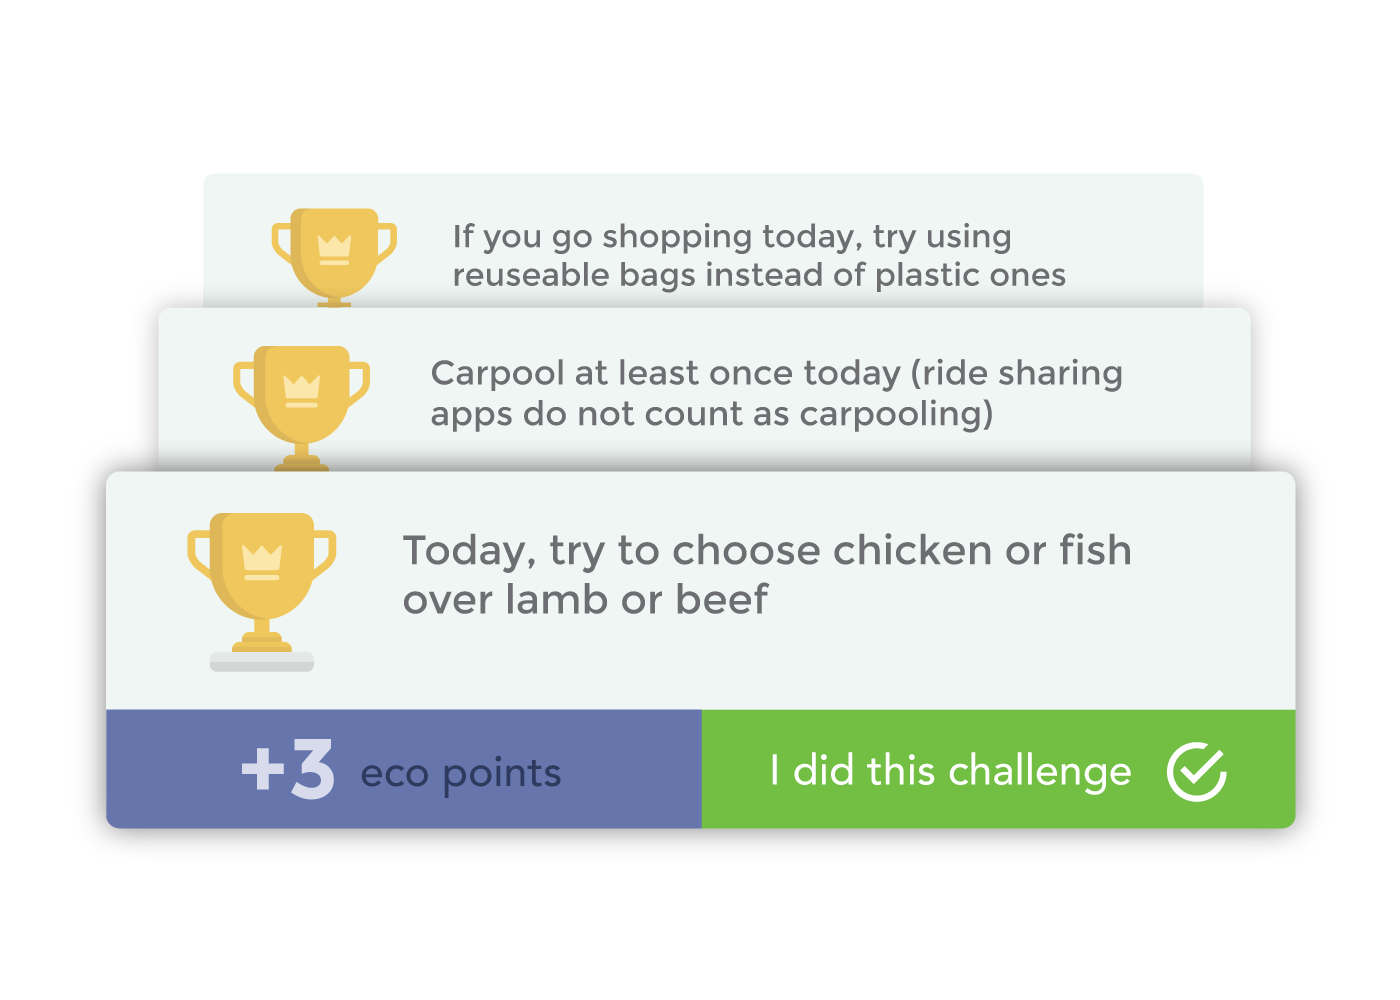 If you go shopping today, try using
reuseable bags instead of plastic ones
Carpool at least once today (ride sharing
apps do not count as carpooling)
Today, try to choose chicken or fish
over lamb or beef
+3 eco points
I did this challenge